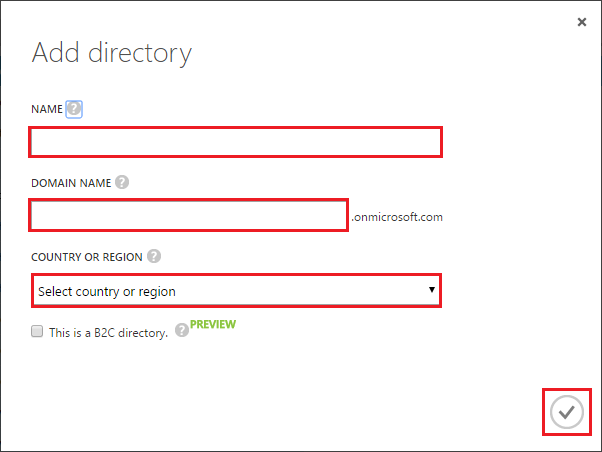 Add directory
NAME ?
DOMAIN NAME ?
.onmicrosoft.com
COUNTRY OR REGION ?
Select country or region
This is a B2C directory. ? PREVIEW